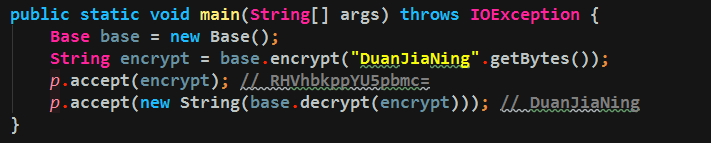 public static void main(String[] args) throws IOException {
    Base base = new Base();
    String encrypt = base.encrypt("DuanJiaNing".getBytes());
    p.accept(encrypt); // RHVhbkppYU5pbmc=
    p.accept(new String(base.decrypt(encrypt))); // DuanJiaNing
}